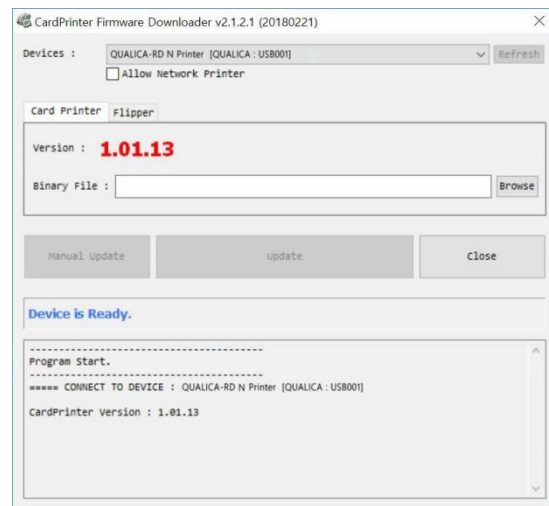 CardPrinter Firmware Downloader v2.1.2.1 (20180221)
Devices : QUALICA-RD N Printer [QUALICA : USB001] Refresh
Allow Network Printer
Card Printer Flipper
Version : 1.01.13
Binary File : Browse
Manual Update Update Close
Device is Ready.
---------------------------------------
Program Start.
---------------------------------------
===== CONNECT TO DEVICE : QUALICA-RD N Printer [QUALICA : USB001]
CardPrinter Version : 1.01.13